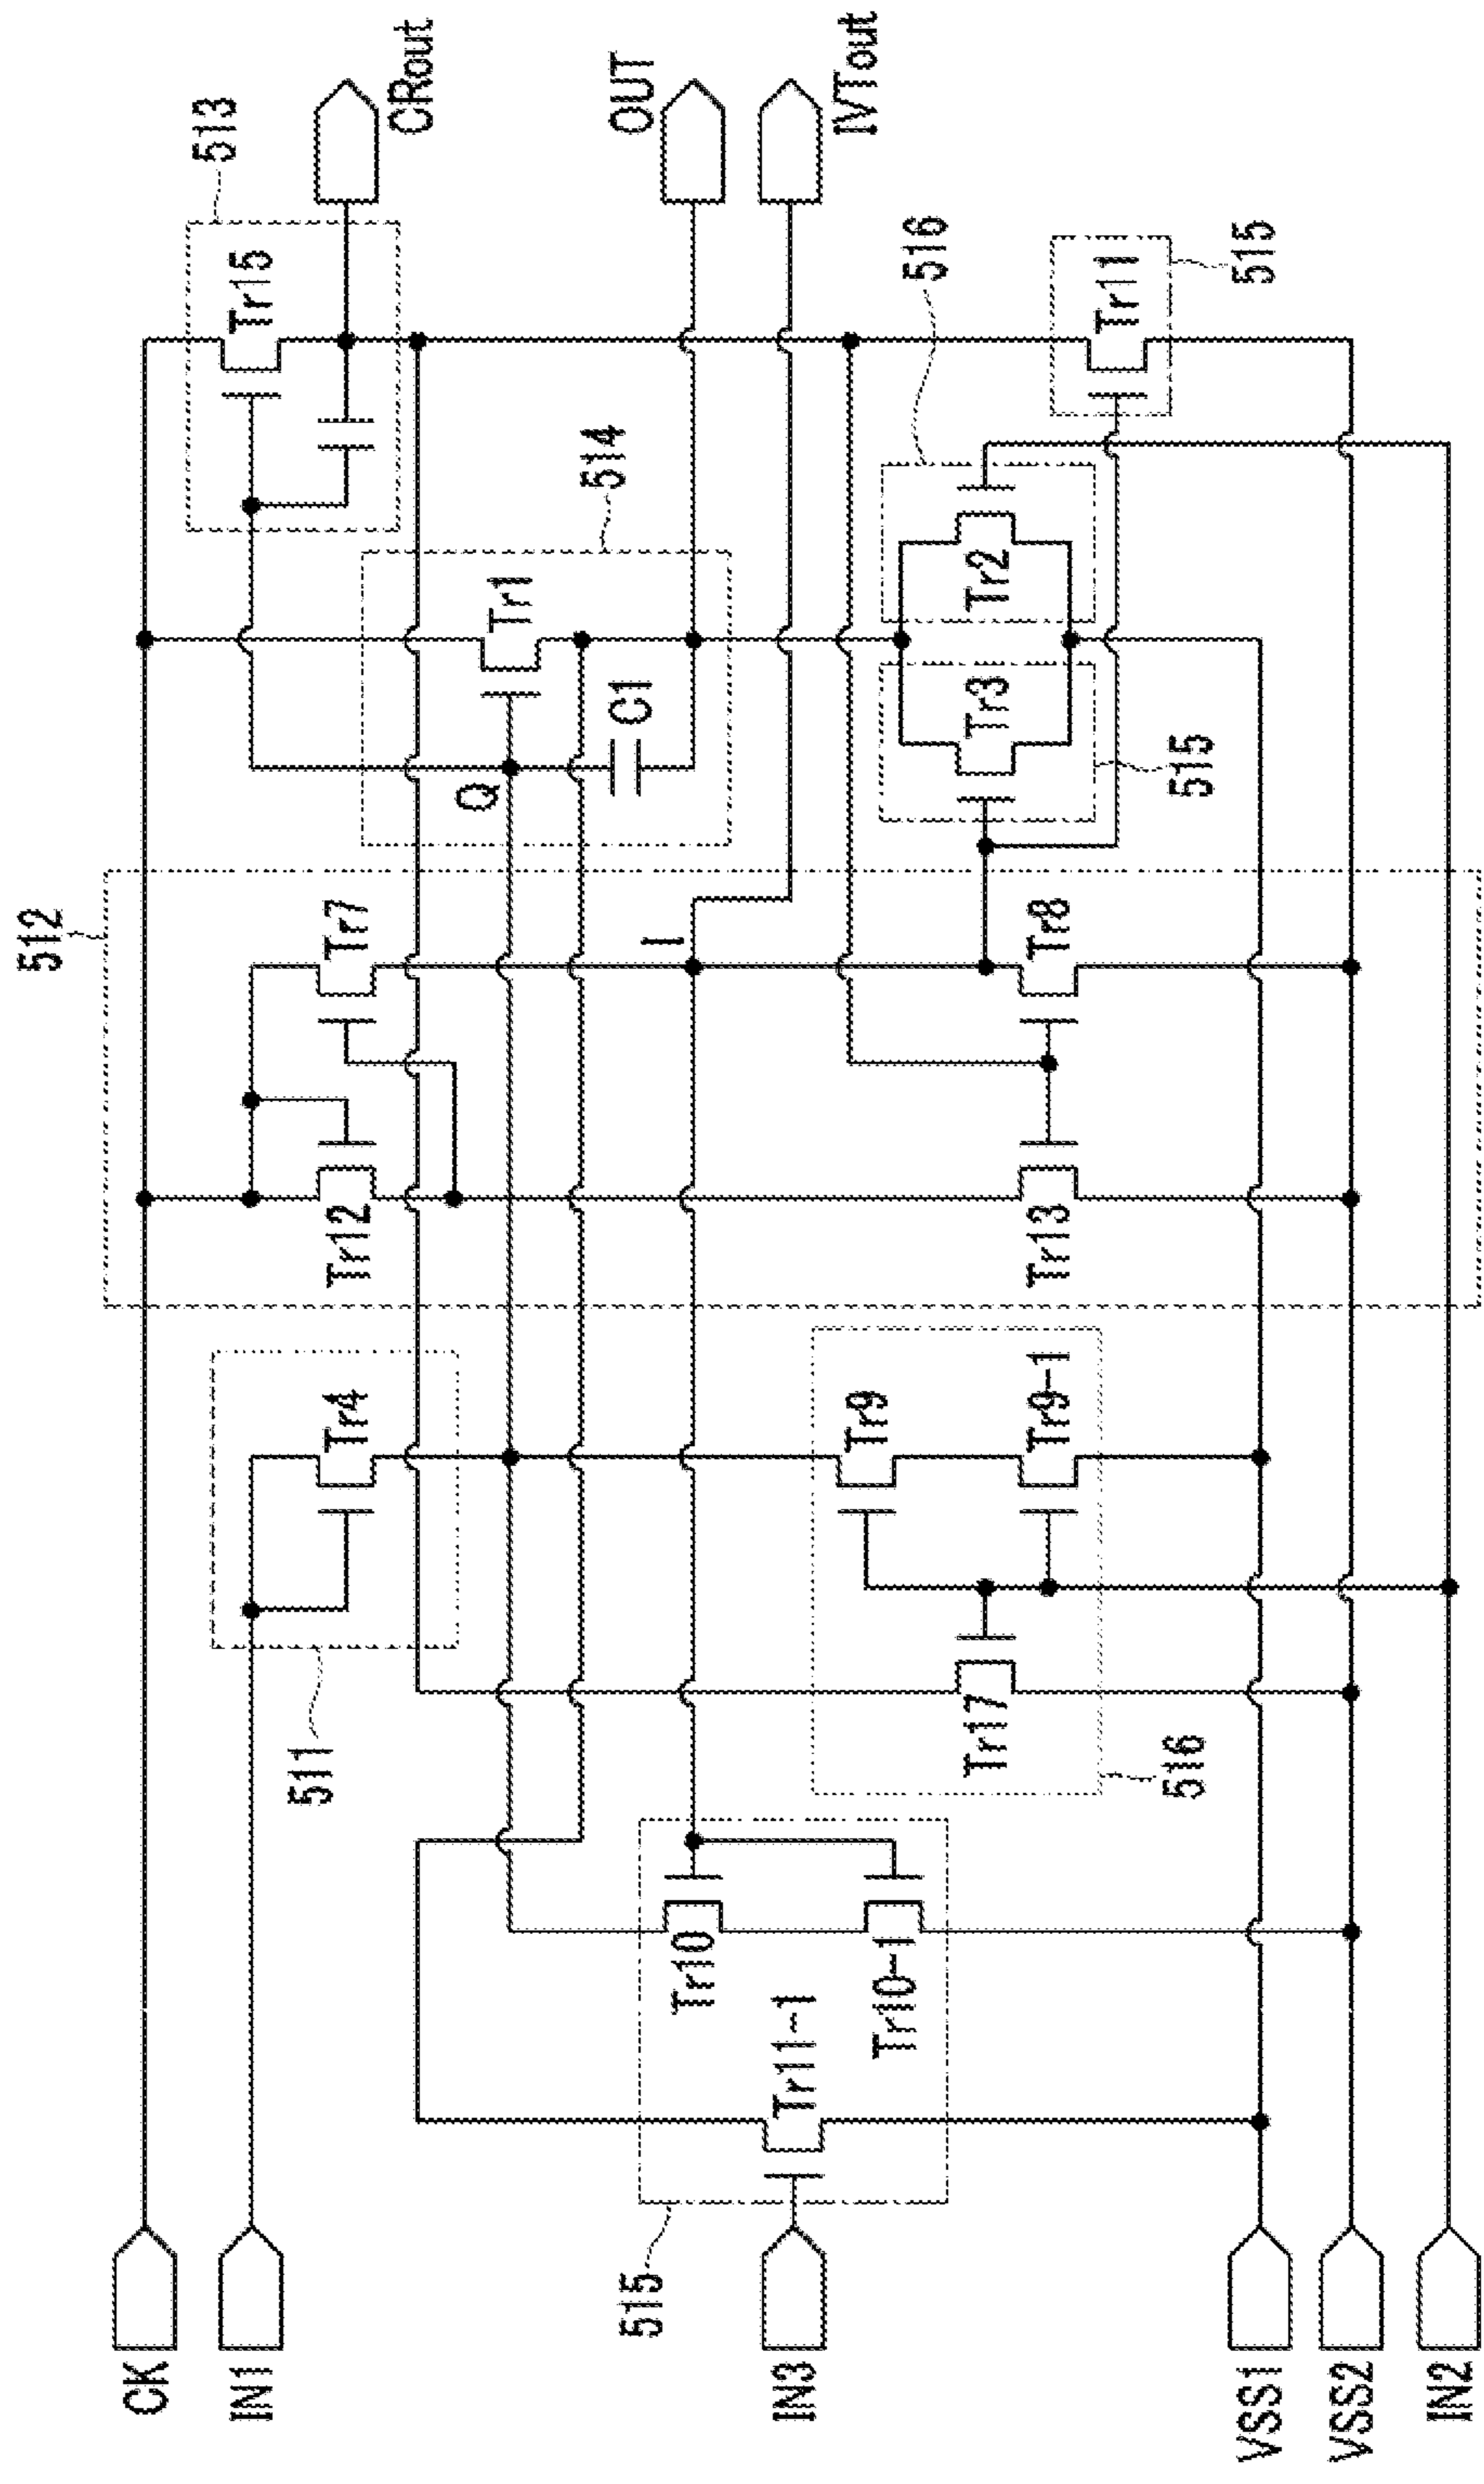 CK
IN1
IN3
VSS1
VSS2
IN2
515
Tr11-1
Tr10
Tr10-1
511
Tr4
Tr17
516
Tr9
Tr9-1
512
Tr12
Tr7
Tr13
Tr8
I
Q
C1
Tr1
514
Tr3
515
Tr2
516
Tr15
513
Tr11
515
CRout
OUT
IVTout